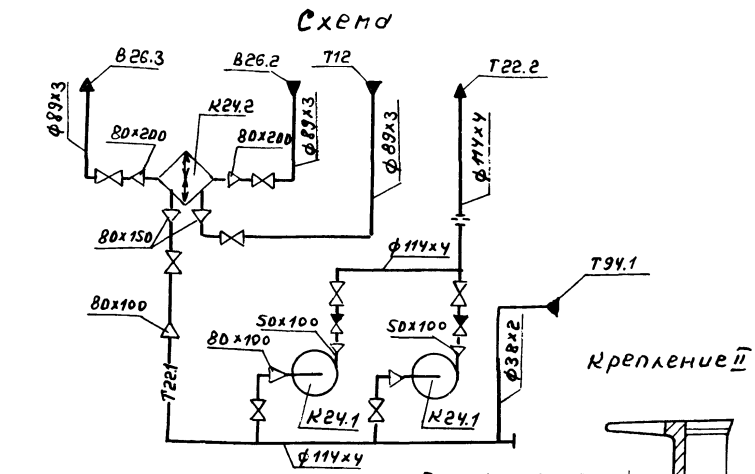 Схема
В26.3
В26.2
Т12
Т22.2
К24.2
ф89х3
80х200
80х200
ф89х3
ф89х3
ф114х4
80х150
ф114х4
Т94.1
80х100
50х100
50х100
80х100
ф38х2
Крепление II
Т22.1
К24.1
К24.1
ф114х4